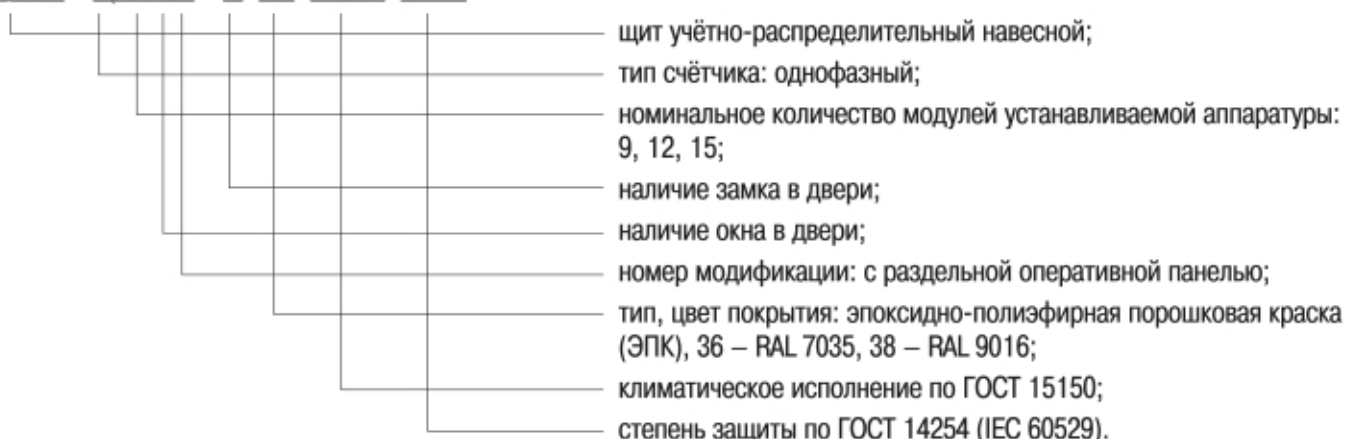 щит учётно-распределительный навесной;
тип счётчика: однофазный;
номинальное количество модулей устанавливаемой аппаратуры:
9, 12, 15;
наличие замка в двери;
наличие окна в двери;
номер модификации: с раздельной оперативной панелью;
тип, цвет покрытия: эпоксидно-полиэфирная порошковая краска
(ЭПК), 36 – RAL 7035, 38 – RAL 9016;
климатическое исполнение по ГОСТ 15150;
степень защиты по ГОСТ 14254 (IEC 60529).